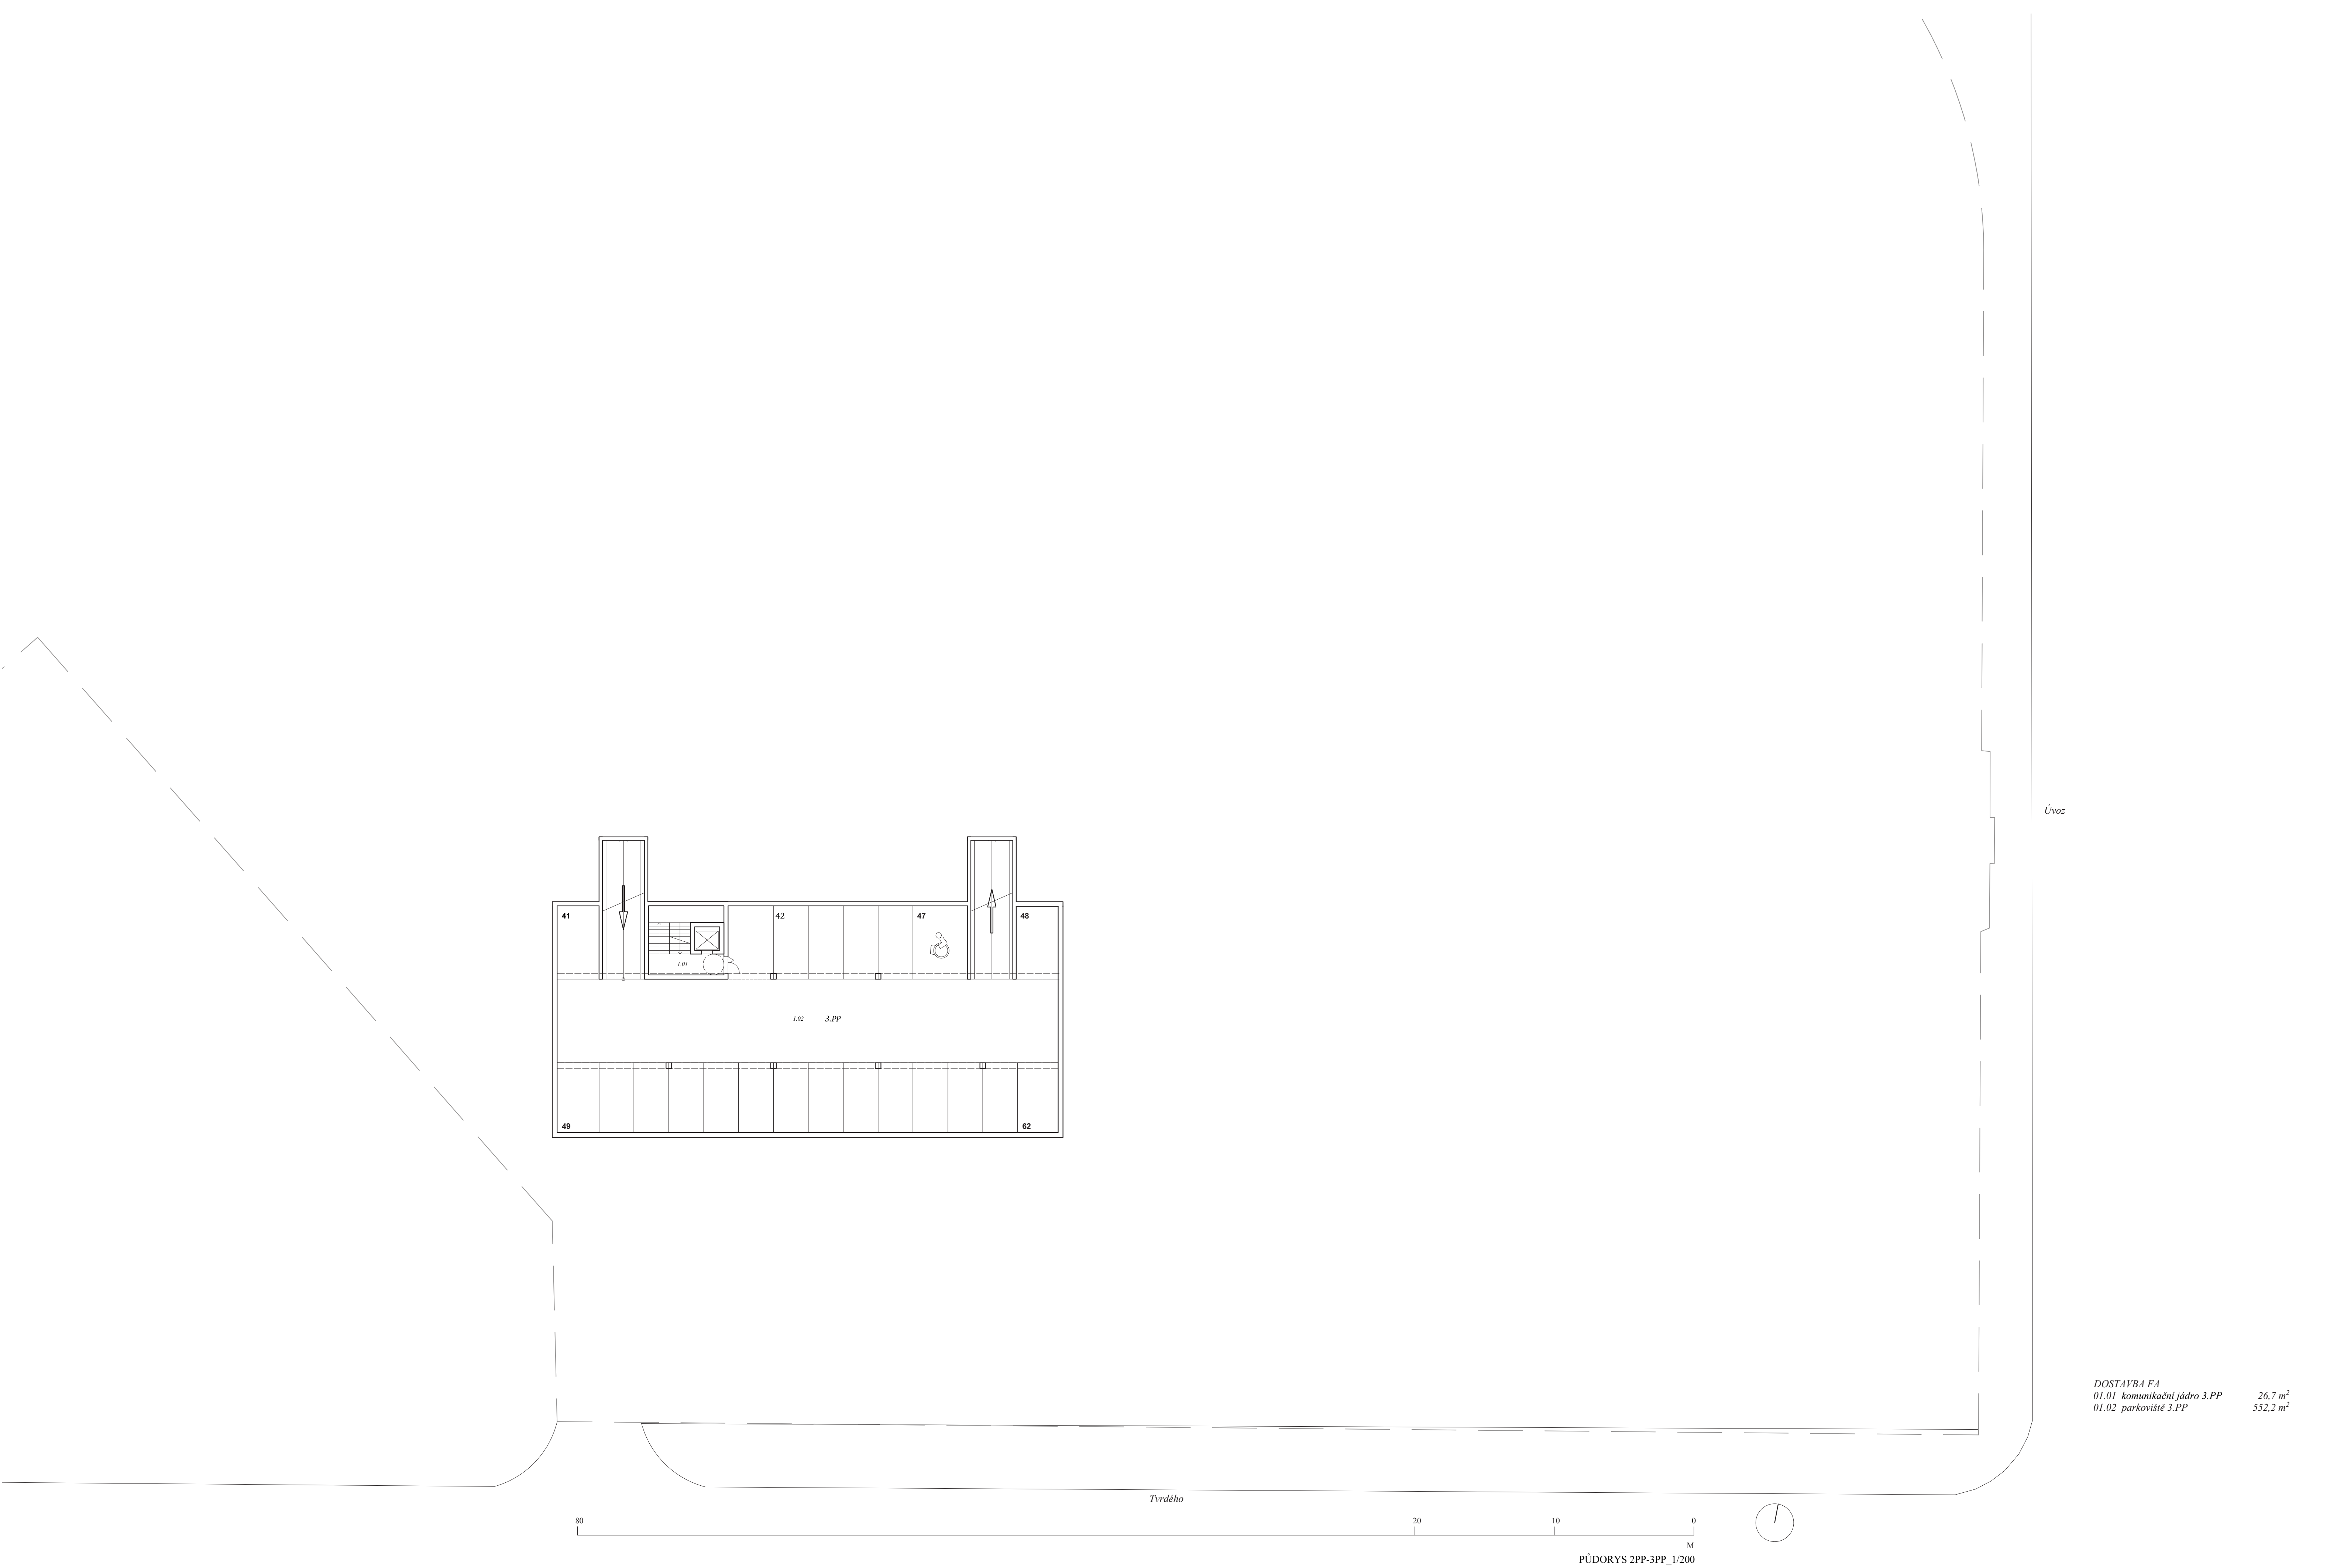 Úvoz
41
42
47
48
1.01
1.02 3.PP
49
62
DOSTAVBA FA
01.01 komunikační jádro 3.PP 26,7 m²
01.02 parkoviště 3.PP 552,2 m²
Tvrdého
80 20 10 0
M
PŮDORYS 2PP-3PP_1/200